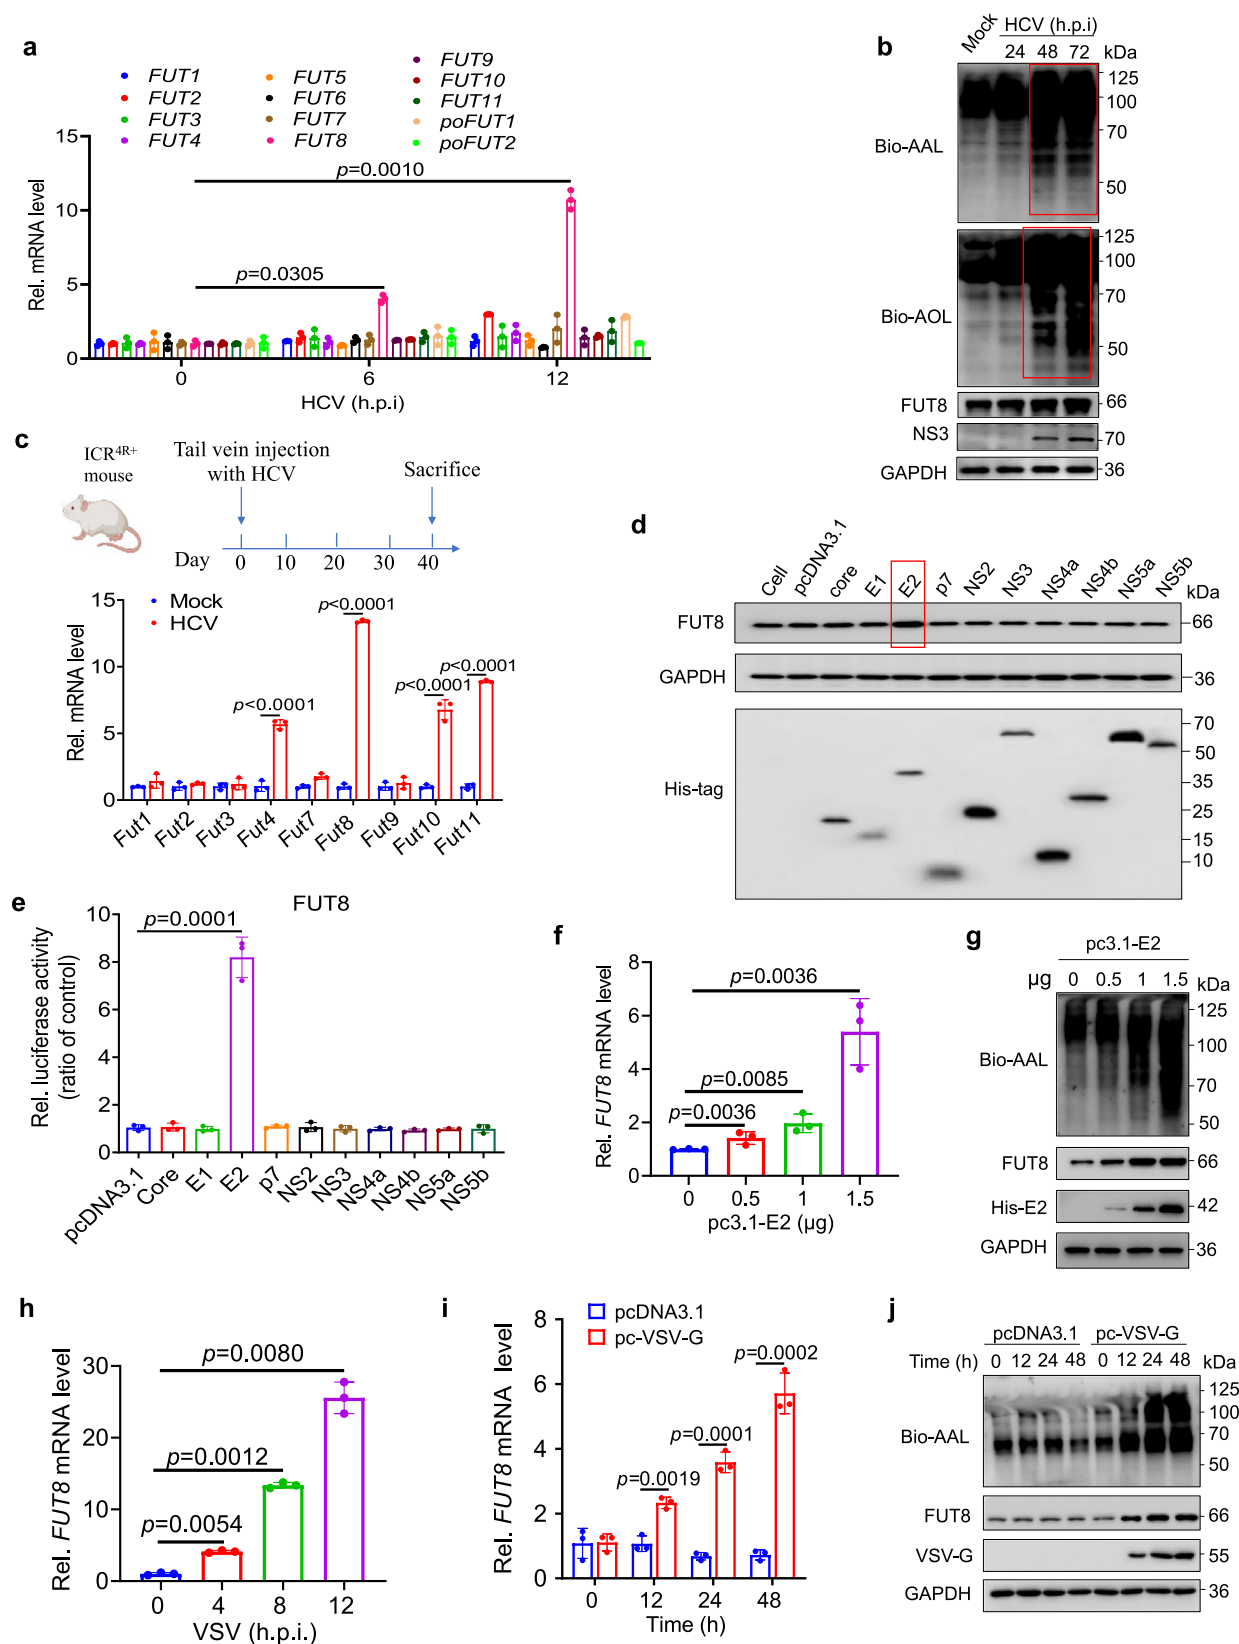 a
FUT1
FUT2
FUT3
FUT4
FUT5
FUT6
FUT7
FUT8
FUT9
FUT10
FUT11
poFUT1
poFUT2
15
10
5
0
Rel. mRNA level
p=0.0010
p=0.0305
0 6 12
HCV (h.p.i)
b
Mock HCV (h.p.i)
24 48 72 kDa
Bio-AAL
125
100
70
50
Bio-AOL
125
100
70
50
FUT8 66
NS3 70
GAPDH 36
c
ICR4R+
mouse
Tail vein injection
with HCV
Sacrifice
Day 0 10 20 30 40
Mock
HCV
Rel. mRNA level
15
10
5
0
p<0.0001
p<0.0001
p<0.0001
p<0.0001
Fut1 Fut2 Fut3 Fut4 Fut7 Fut8 Fut9 Fut10 Fut11
d
Cell pcDNA3.1 core E1 E2 p7 NS2 NS3 NS4a NS4b NS5a NS5b
kDa
FUT8 66
GAPDH 36
His-tag
70
50
35
25
15
10
e
FUT8
p=0.0001
Rel. luciferase activity
(ratio of control)
10
8
6
4
2
0
pcDNA3.1 Core E1 E2 p7 NS2 NS3 NS4a NS4b NS5a NS5b
f
Rel. FUT8 mRNA level
8
6
4
2
0
p=0.0036
p=0.0085
p=0.0036
0 0.5 1 1.5
pc3.1-E2 (µg)
g
pc3.1-E2
µg 0 0.5 1 1.5 kDa
Bio-AAL
125
100
70
50
FUT8 66
His-E2 42
GAPDH 36
h
Rel. FUT8 mRNA level
30
20
10
0
p=0.0080
p=0.0012
p=0.0054
0 4 8 12
VSV (h.p.i.)
i
pcDNA3.1
pc-VSV-G
Rel. FUT8 mRNA level
8
6
4
2
0
p=0.0002
p=0.0001
p=0.0019
0 12 24 48
Time (h)
j
pcDNA3.1 pc-VSV-G
Time (h) 0 12 24 48 0 12 24 48 kDa
Bio-AAL
125
100
70
50
FUT8 66
VSV-G 55
GAPDH 36